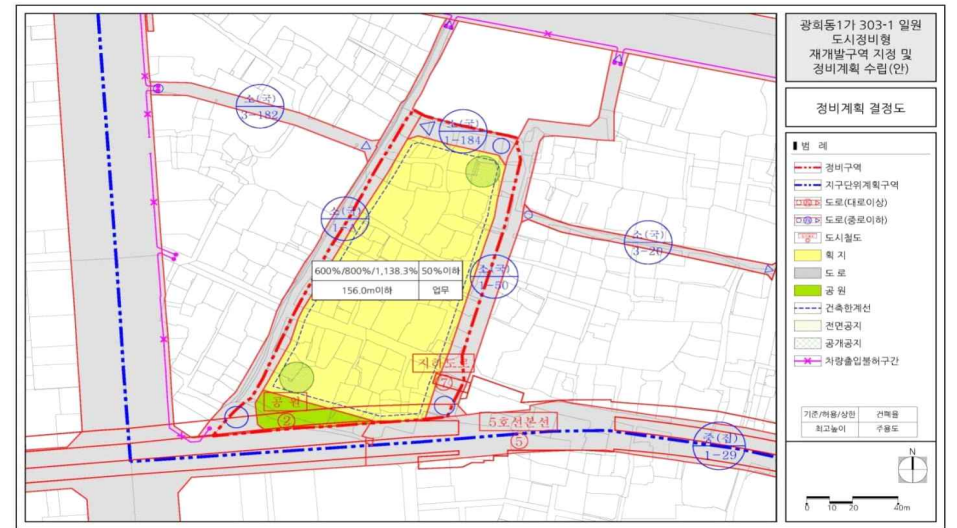 광희동1가 303-1 일원
도시정비형
재개발구역 지정 및
정비계획 수립(안)
정비계획 결정도
범 례
정비구역
지구단위계획구역
도로(대로이상)
도로(중로이하)
도시철도
획 지
도 로
공 원
건축한계선
전면공지
공개공지
차량출입불허구간
기준/허용/상한 건폐율
최고높이 주용도
N
0 10 20 40m
소(국)
3-182
소(국)
1-184
소(국)
소(국)
3-20
600%/800%/1,138.3% 50%이하
156.0m이하 업무
소(국)
1-50
지하도로
7
공 원
2
5호선본선
5
중(집)
1-29